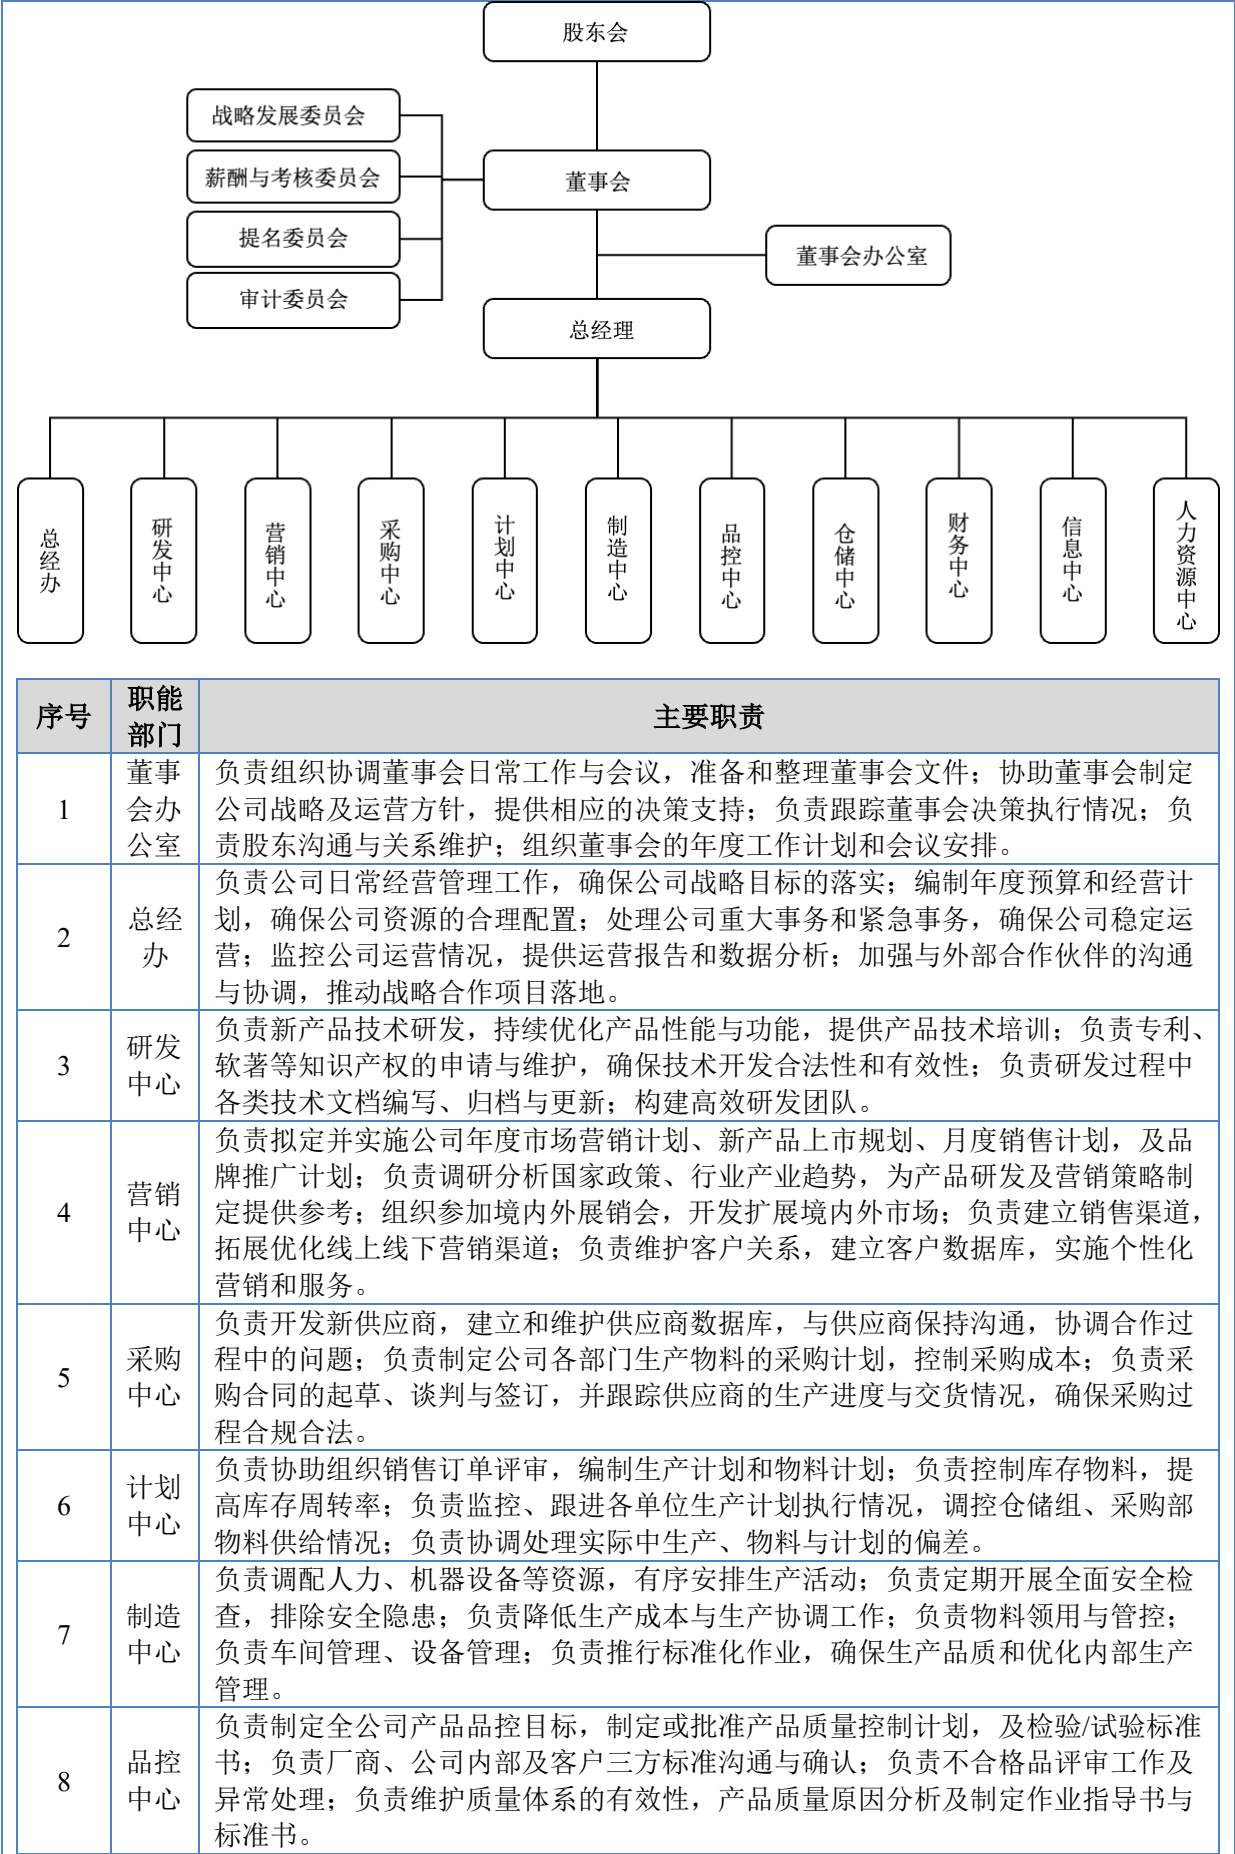 股东会
战略发展委员会
薪酬与考核委员会
董事会
提名委员会
董事会办公室
审计委员会
总经理
总经办
研发中心
营销中心
采购中心
计划中心
制造中心
品控中心
仓储中心
财务中心
信息中心
人力资源中心
序号
职能
部门
主要职责
1
董事
会办
公室
负责组织协调董事会日常工作与会议，准备和整理董事会文件；协助董事会制定
公司战略及运营方针，提供相应的决策支持；负责跟踪董事会决策执行情况；负
责股东沟通与关系维护；组织董事会的年度工作计划和会议安排。
2
总经
办
负责公司日常经营管理工作，确保公司战略目标的落实；编制年度预算和经营计
划，确保公司资源的合理配置；处理公司重大事务和紧急事务，确保公司稳定运
营；监控公司运营情况，提供运营报告和数据分析；加强与外部合作伙伴的沟通
与协调，推动战略合作项目落地。
3
研发
中心
负责新产品技术研发，持续优化产品性能与功能，提供产品技术培训；负责专利、
软著等知识产权的申请与维护，确保技术开发合法性和有效性；负责研发过程中
各类技术文档编写、归档与更新；构建高效研发团队。
4
营销
中心
负责拟定并实施公司年度市场营销计划、新产品上市规划、月度销售计划，及品
牌推广计划；负责调研分析国家政策、行业产业趋势，为产品研发及营销策略制
定提供参考；组织参加境内外展销会，开发扩展境内外市场；负责建立销售渠道，
拓展优化线上线下营销渠道；负责维护客户关系，建立客户数据库，实施个性化
营销和服务。
5
采购
中心
负责开发新供应商，建立和维护供应商数据库，与供应商保持沟通，协调合作过
程中的问题；负责制定公司各部门生产物料的采购计划，控制采购成本；负责采
购合同的起草、谈判与签订，并跟踪供应商的生产进度与交货情况，确保采购过
程合规合法。
6
计划
中心
负责协助组织销售订单评审，编制生产计划和物料计划；负责控制库存物料，提
高库存周转率；负责监控、跟进各单位生产计划执行情况，调控仓储组、采购部
物料供给情况；负责协调处理实际中生产、物料与计划的偏差。
7
制造
中心
负责调配人力、机器设备等资源，有序安排生产活动；负责定期开展全面安全检
查，排除安全隐患；负责降低生产成本与生产协调工作；负责物料领用与管控；
负责车间管理、设备管理；负责推行标准化作业，确保生产品质和优化内部生产
管理。
8
品控
中心
负责制定全公司产品品控目标，制定或批准产品质量控制计划，及检验/试验标准
书；负责厂商、公司内部及客户三方标准沟通与确认；负责不合格品评审工作及
异常处理；负责维护质量体系的有效性，产品质量原因分析及制定作业指导书与
标准书。